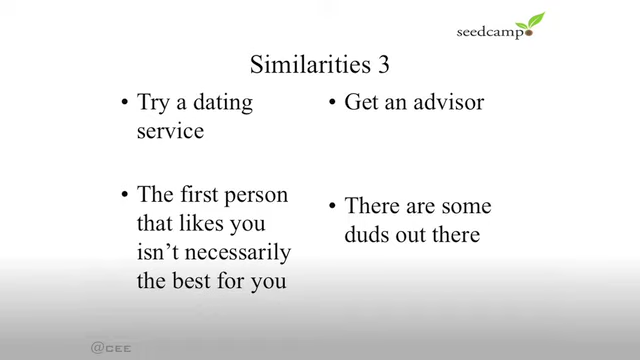 seedcamp
Similarities 3
• Try a dating
service
• The first person
that likes you
isn't necessarily
the best for you
• Get an advisor
• There are some
duds out there
@CEE